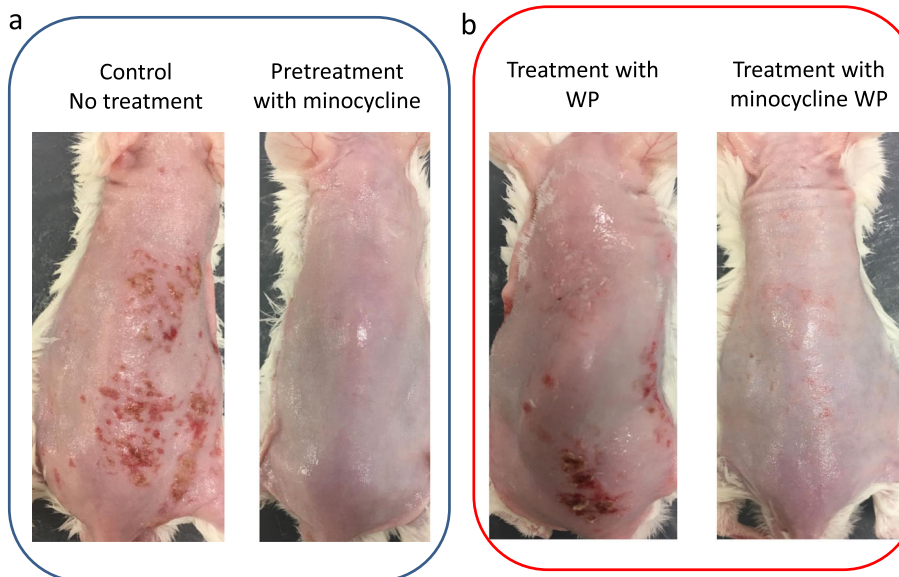 a
Control
No treatment
Pretreatment
with minocycline
b
Treatment with
WP
Treatment with
minocycline WP